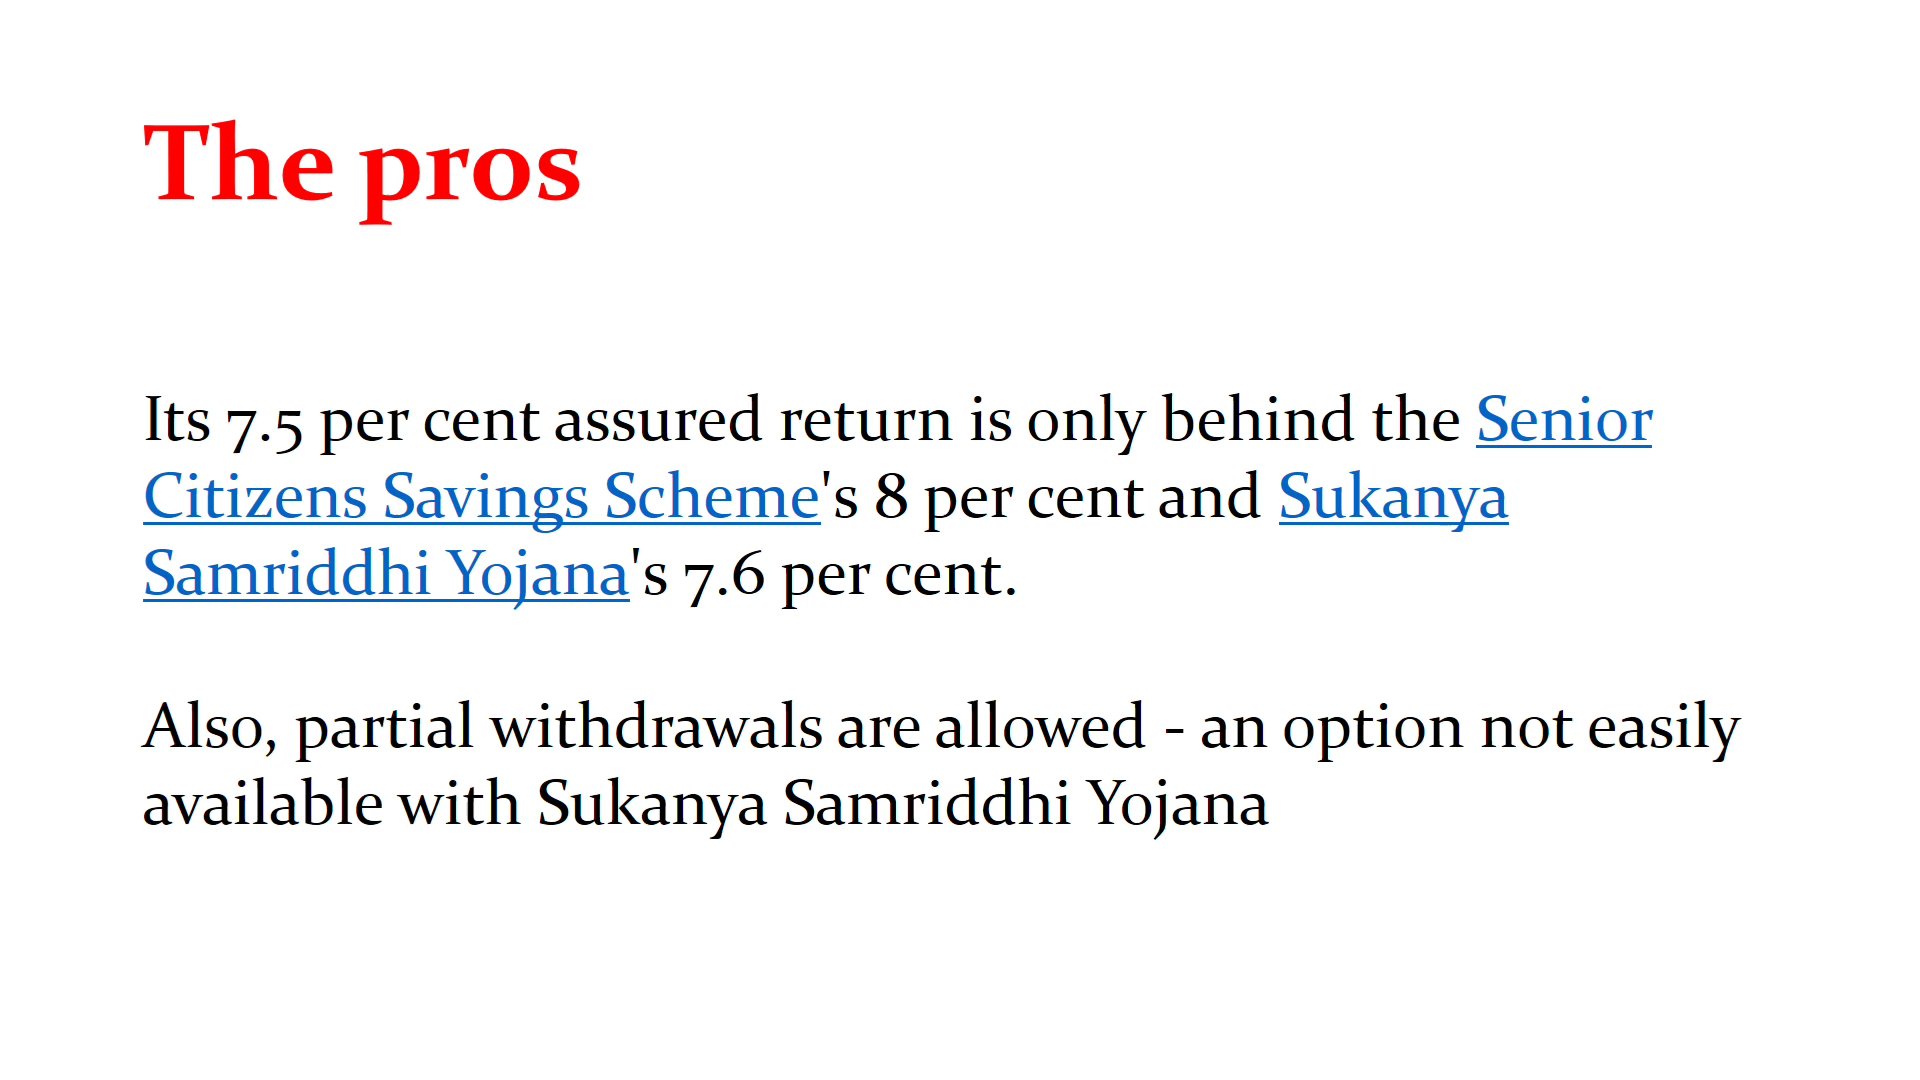 The pros
Its 7.5 per cent assured return is only behind the Senior
Citizens Savings Scheme's 8 per cent and Sukanya
Samriddhi Yojana's 7.6 per cent.
Also, partial withdrawals are allowed - an option not easily
available with Sukanya Samriddhi Yojana